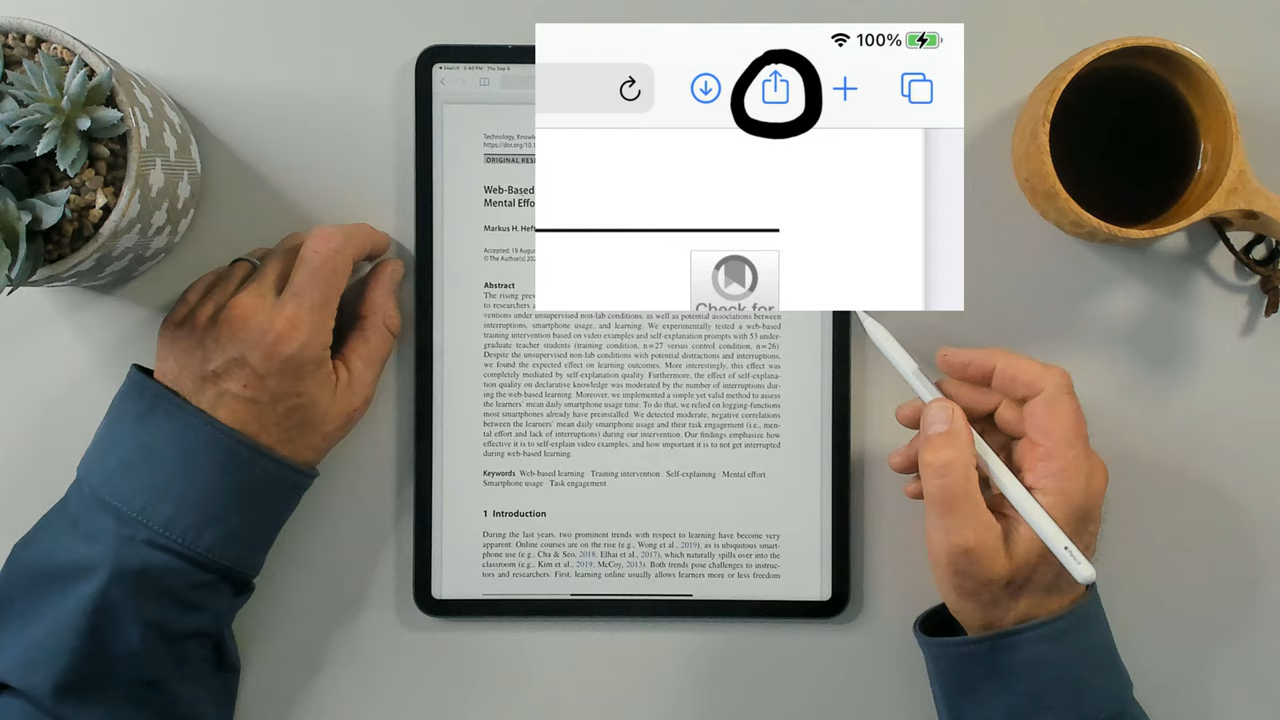 Search 5:40 PM Thu Sep 9
100%
Technology, Knowle
https://doi.org/10.1
ORIGINAL RES
Web-Based
Mental Effo
Markus H. Hef
Check for
Accepted: 19 Augus
© The Author(s) 202
Abstract
The rising prev
to researchers a
ventions under unsupervised non-lab conditions, as well as potential associations between
interruptions, smartphone usage, and learning. We experimentally tested a web-based
training intervention based on video examples and self-explanation prompts with 53 under-
graduate teacher students (training condition, n=27 versus control condition, n=26).
Despite the unsupervised non-lab conditions with potential distractions and interruptions,
we found the expected effect on learning outcomes. More interestingly, this effect was
completely mediated by self-explanation quality. Furthermore, the effect of self-explana-
tion quality on declarative knowledge was moderated by the number of interruptions dur-
ing the web-based learning. Moreover, we implemented a simple yet valid method to assess
the learners' mean daily smartphone usage time. To do that, we relied on logging-functions
most smartphones already have preinstalled. We detected moderate, negative correlations
between the learners' mean daily smartphone usage and their task engagement (i.e., men-
tal effort and lack of interruptions) during our intervention. Our findings emphasize how
effective it is to self-explain video examples, and how important it is to not get interrupted
during web-based learning.
Keywords Web-based learning · Training intervention · Self-explaining · Mental effort ·
Smartphone usage · Task engagement
1 Introduction
During the last years, two prominent trends with respect to learning have become very
apparent. Online courses are on the rise (e.g., Wong et al., 2019), as is ubiquitous smart-
phone use (e.g., Cha & Seo, 2018; Elhai et al., 2017), which naturally spills over into the
classroom (e.g., Kim et al., 2019; McCoy, 2013). Both trends pose challenges to instruc-
tors and researchers: First, learning online usually allows learners more or less freedom